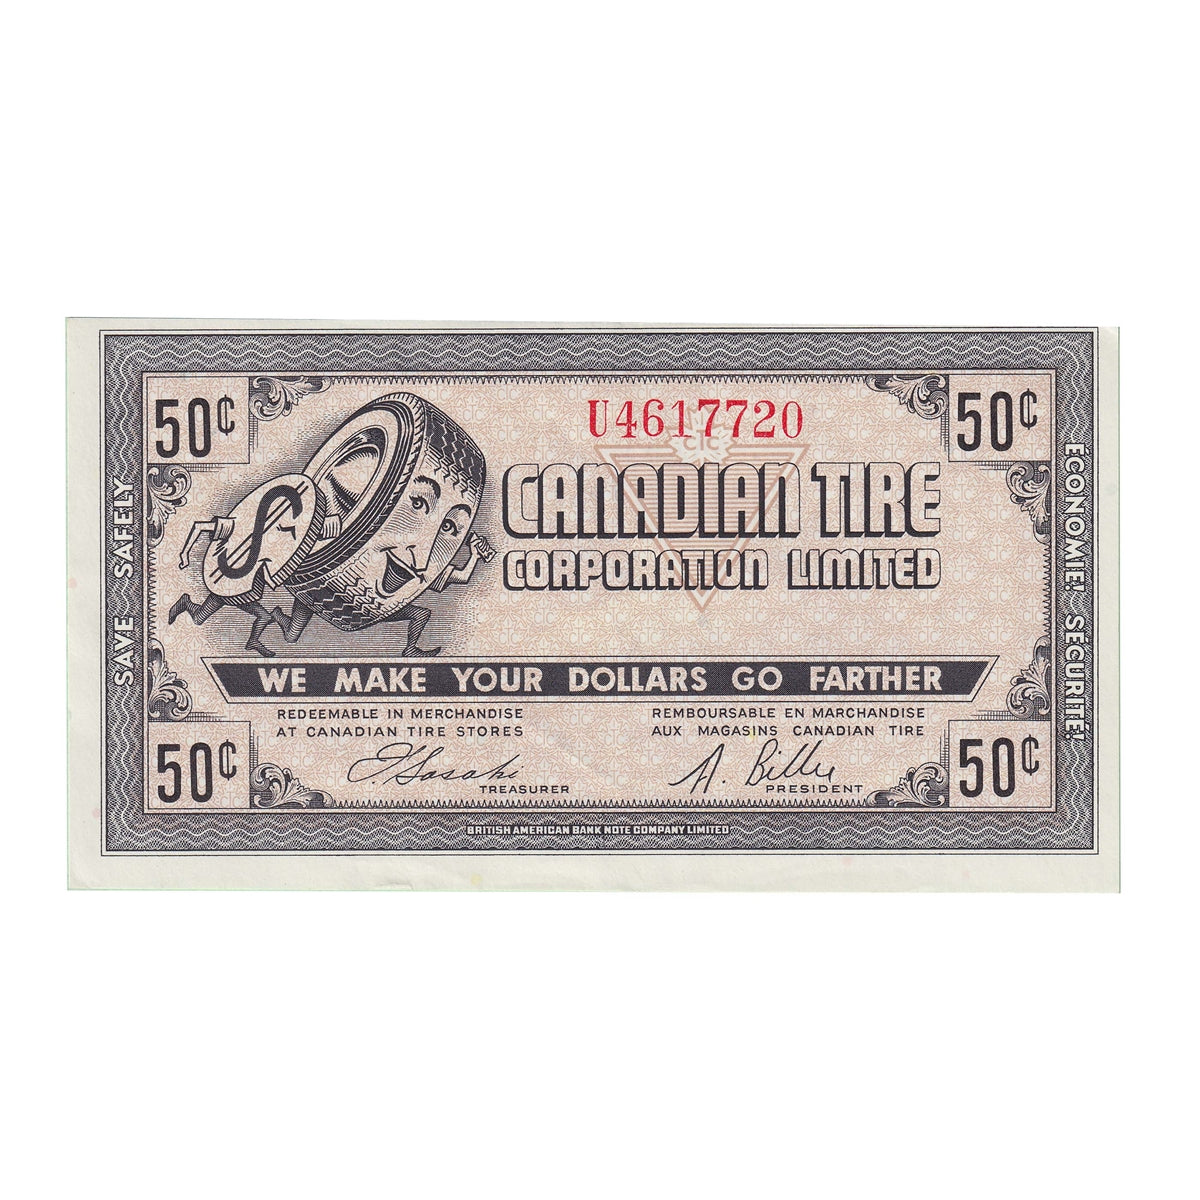 50¢
U4617720
50¢
CTC
CANADIAN TIRE
CORPORATION LIMITED
$
SAVE SAFELY
ÉCONOMIE! SÉCURITÉ!
WE MAKE YOUR DOLLARS GO FARTHER
REDEEMABLE IN MERCHANDISE
AT CANADIAN TIRE STORES
REMBOURSABLE EN MARCHANDISE
AUX MAGASINS CANADIAN TIRE
50¢
TREASURER
A. Billes
PRESIDENT
50¢
BRITISH AMERICAN BANK NOTE COMPANY LIMITED